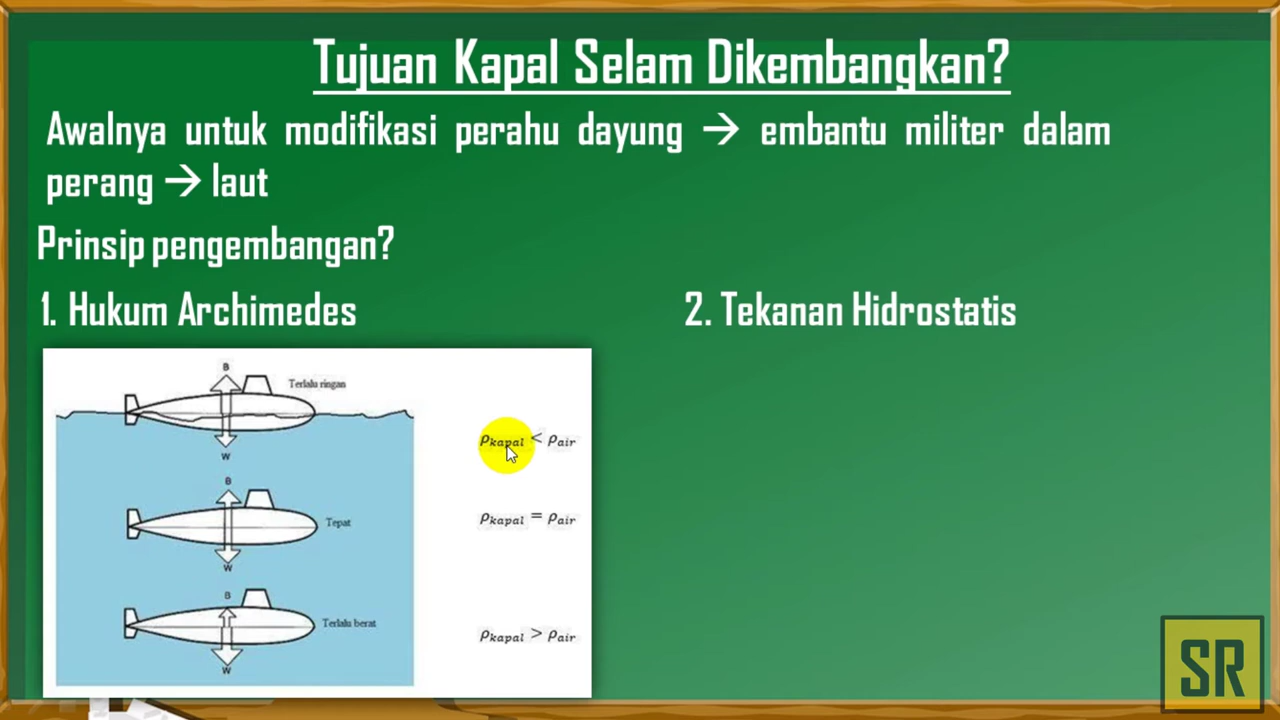 Tujuan Kapal Selam Dikembangkan?
Awalnya untuk modifikasi perahu dayung → embantu militer dalam
perang → laut
Prinsip pengembangan?
1. Hukum Archimedes
2. Tekanan Hidrostatis
B
Terlalu ringan
W
ρkapal < ρair
B
Tepat
W
ρkapal = ρair
B
Terlalu berat
W
ρkapal > ρair
SR